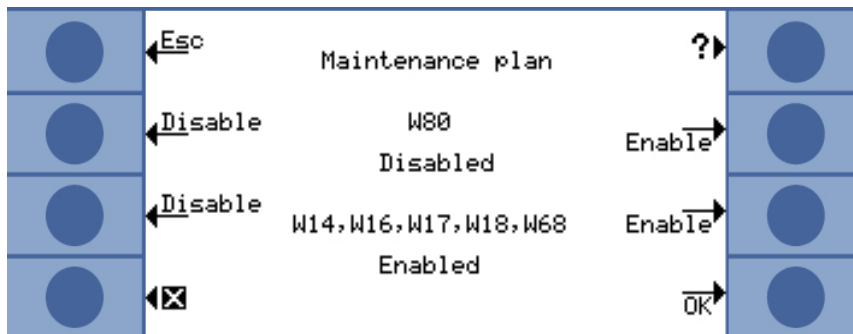 Esc
?
Maintenance plan
Disable
W80
Enable
Disabled
Disable
W14,W16,W17,W18,W68
Enable
Enabled
OK